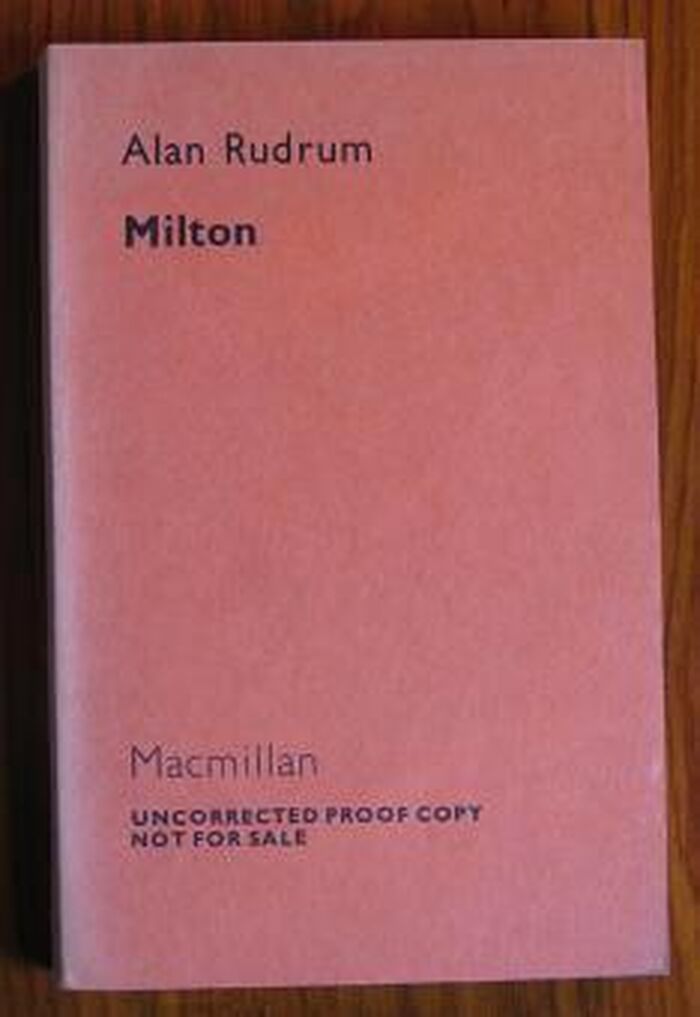 Alan Rudrum
Milton
Macmillan
UNCORRECTED PROOF COPY
NOT FOR SALE